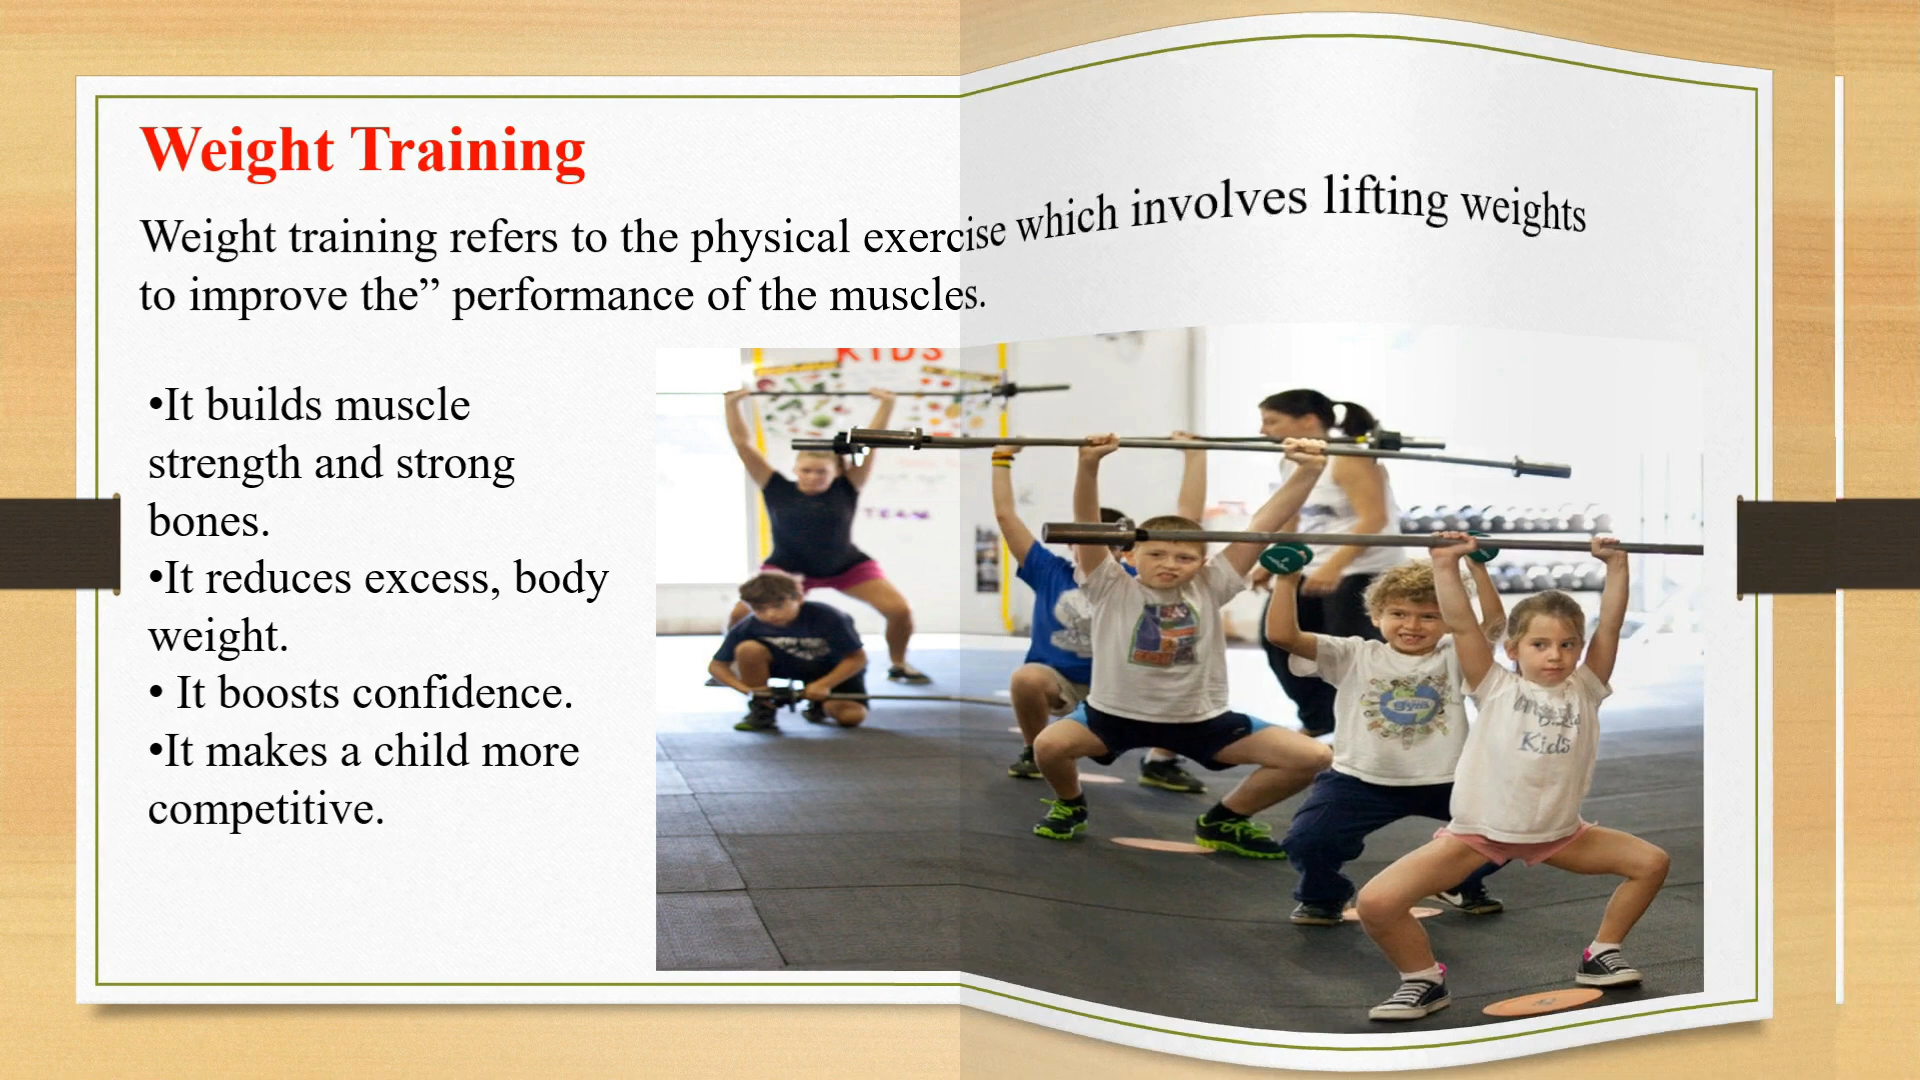 Weight Training
Weight training refers to the physical exercise which involves lifting weights
to improve the” performance of the muscles.
•It builds muscle
strength and strong
bones.
•It reduces excess, body
weight.
• It boosts confidence.
•It makes a child more
competitive.
KIDS
TEAM
gym
Kids